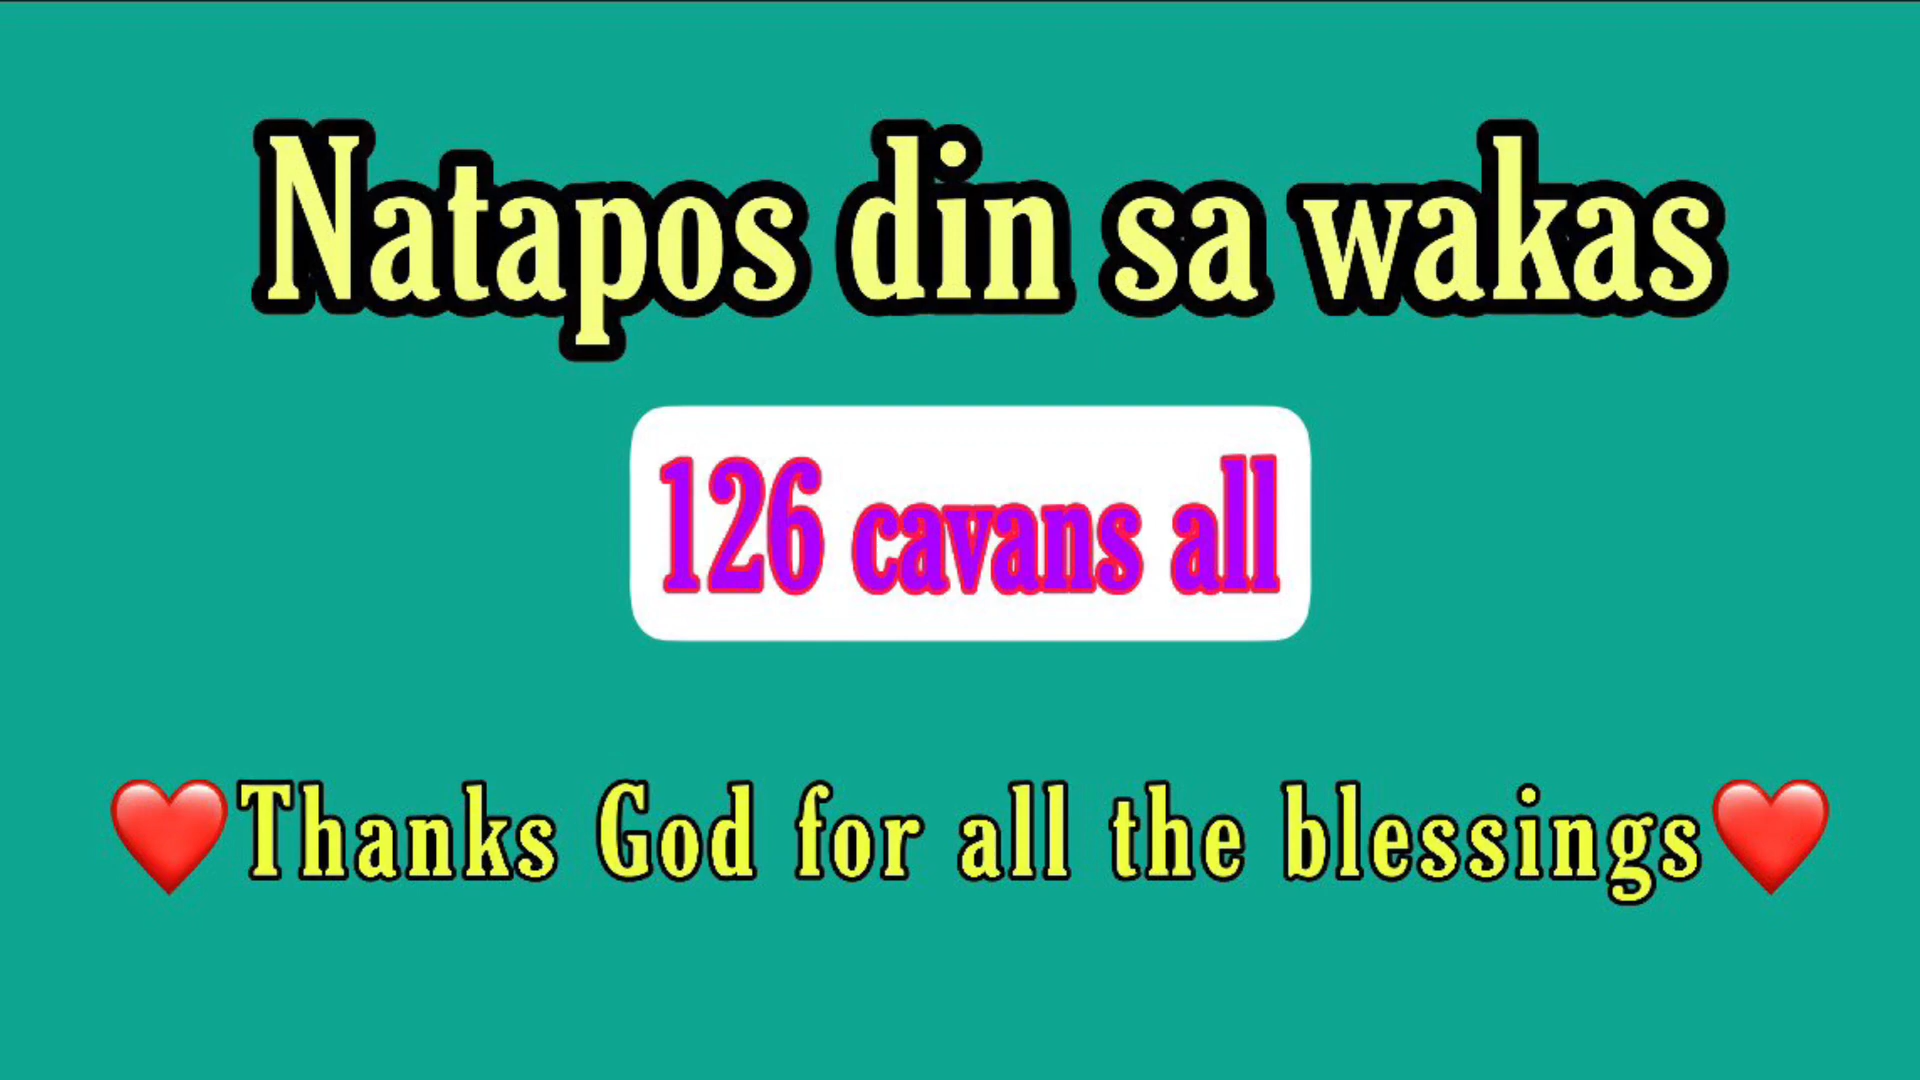 Natapos din sa wakas
126 cavans all
❤️Thanks God for all the blessings❤️